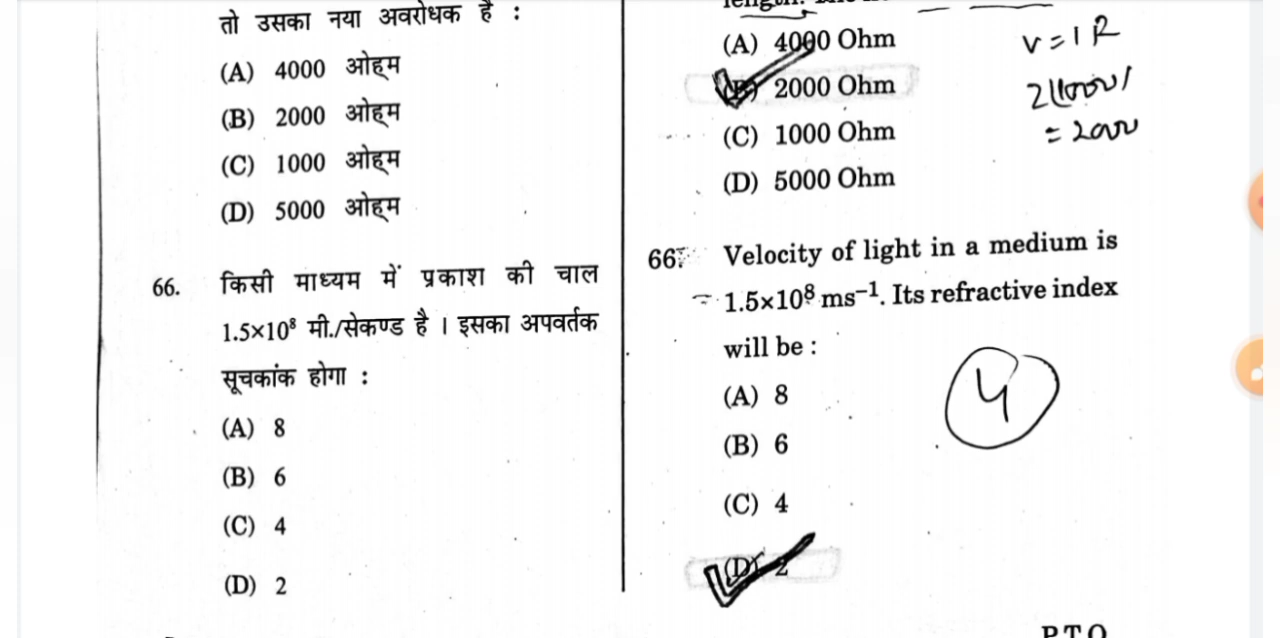 तो उसका नया अवरोधक है :
(A) 4000 ओह्म
(B) 2000 ओह्म
(C) 1000 ओह्म
(D) 5000 ओह्म
66. किसी माध्यम में प्रकाश की चाल
1.5×10⁸ मी./सेकण्ड है । इसका अपवर्तक
सूचकांक होगा :
(A) 8
(B) 6
(C) 4
(D) 2
(A) 4000 Ohm
(B) 2000 Ohm
(C) 1000 Ohm
(D) 5000 Ohm
V = I R
= 2000
66. Velocity of light in a medium is
1.5×10⁸ ms⁻¹. Its refractive index
will be :
(A) 8
(B) 6
(C) 4
(D) 2
4
P.T.O.